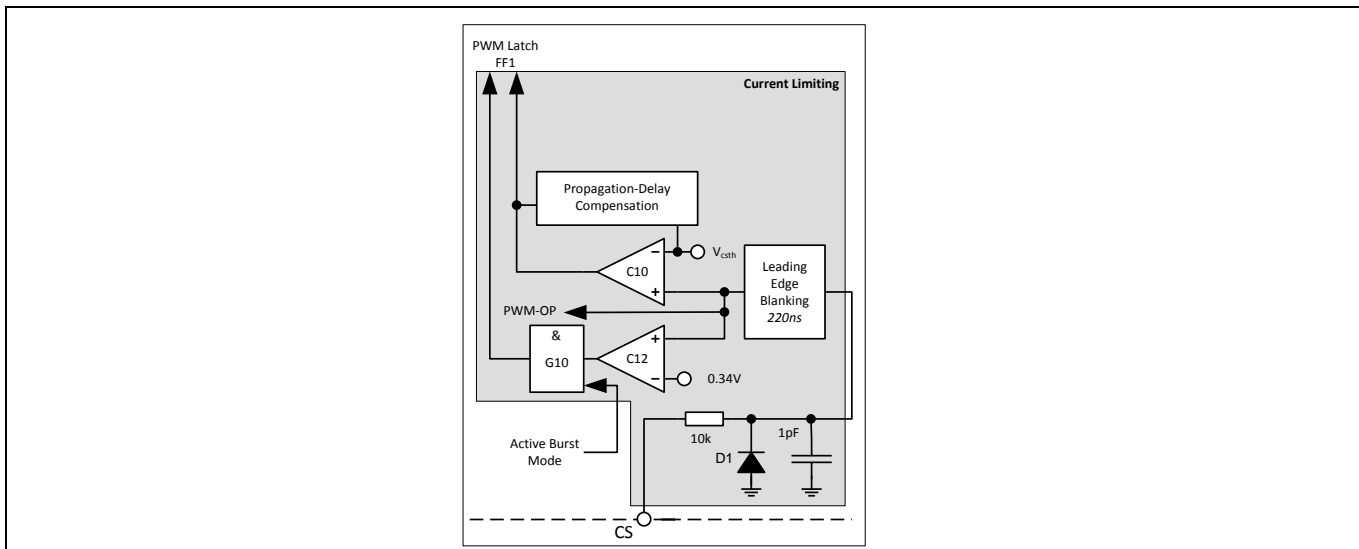 PWM Latch
FF1
Current Limiting
Propagation-Delay
Compensation
−
Vcsth
C10
+
Leading
Edge
Blanking
220ns
PWM-OP
&
G10
+
C12
−
0.34V
10k
1pF
D1
Active Burst
Mode
CS